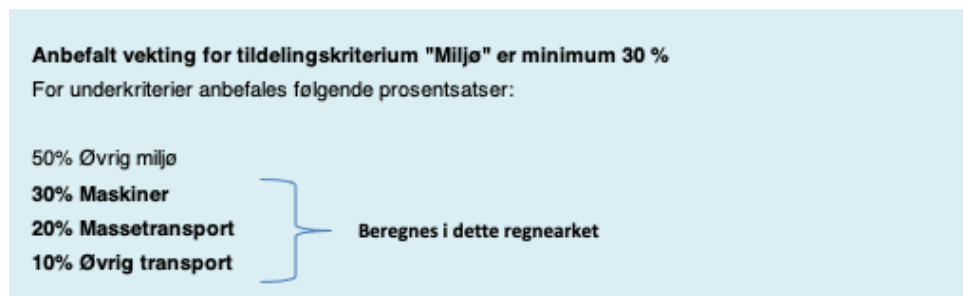 Anbefalt vekting for tildelingskriterium "Miljø" er minimum 30 %
For underkriterier anbefales følgende prosentsatser:
50% Øvrig miljø
30% Maskiner
20% Massetransport
Beregnes i dette regnearket
10% Øvrig transport